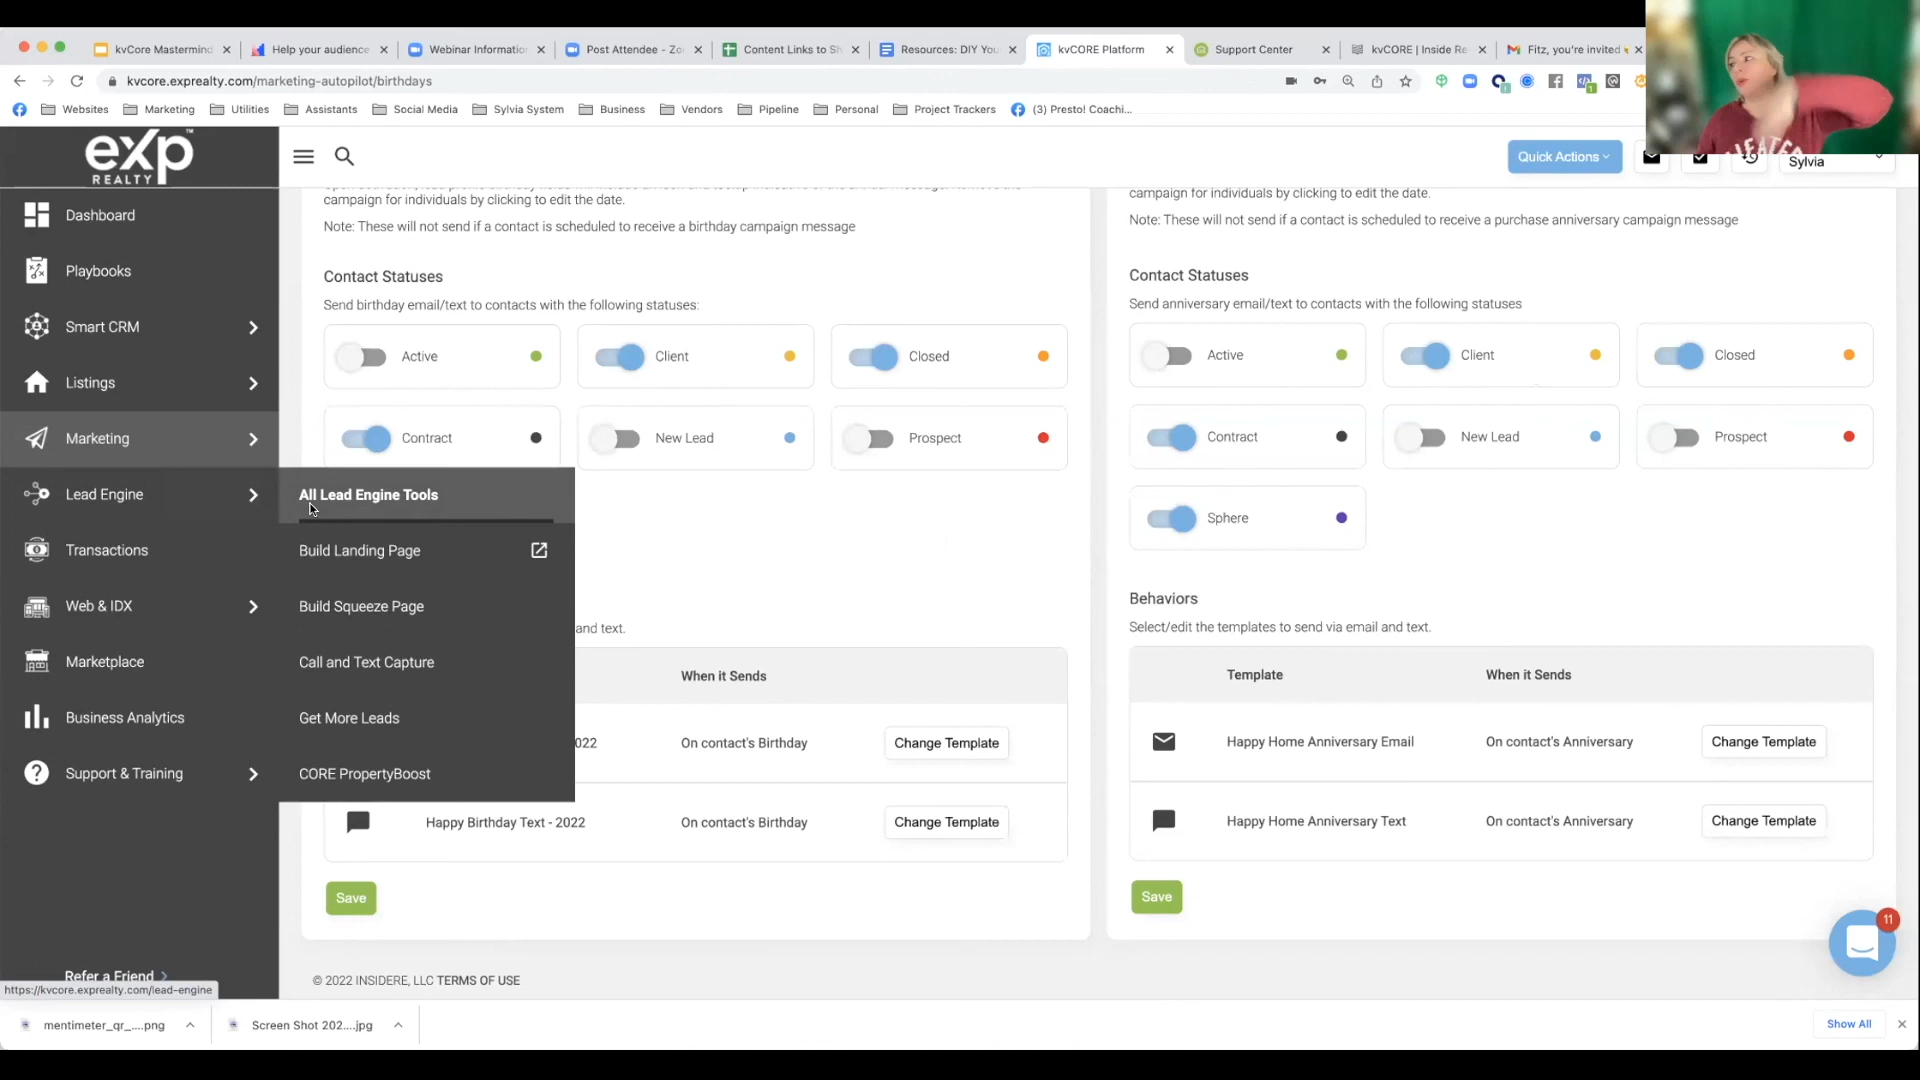 kvCore Mastermind
Help your audience
Webinar Information
Post Attendee - Zo
Content Links to Sh
Resources: DIY You
kvCORE Platform
Support Center
kvCORE | Inside Re
Fitz, you're invited
kvcore.exprealty.com/marketing-autopilot/birthdays
Websites
Marketing
Utilities
Assistants
Social Media
Sylvia System
Business
Vendors
Pipeline
Personal
Project Trackers
(3) Presto! Coachi...
exp
REALTY
Quick Actions
Sylvia
Dashboard
Playbooks
Smart CRM
Listings
Marketing
Lead Engine
Transactions
Web & IDX
Marketplace
Business Analytics
Support & Training
Refer a Friend
https://kvcore.exprealty.com/lead-engine
All Lead Engine Tools
Build Landing Page
Build Squeeze Page
Call and Text Capture
Get More Leads
CORE PropertyBoost
campaign for individuals by clicking to edit the date.
Note: These will not send if a contact is scheduled to receive a birthday campaign message
Contact Statuses
Send birthday email/text to contacts with the following statuses:
Active
Client
Closed
Contract
New Lead
Prospect
and text.
When it Sends
022
On contact's Birthday
Change Template
Happy Birthday Text - 2022
On contact's Birthday
Change Template
Save
campaign for individuals by clicking to edit the date.
Note: These will not send if a contact is scheduled to receive a purchase anniversary campaign message
Contact Statuses
Send anniversary email/text to contacts with the following statuses
Active
Client
Closed
Contract
New Lead
Prospect
Sphere
Behaviors
Select/edit the templates to send via email and text.
Template
When it Sends
Happy Home Anniversary Email
On contact's Anniversary
Change Template
Happy Home Anniversary Text
On contact's Anniversary
Change Template
Save
11
© 2022 INSIDERE, LLC TERMS OF USE
mentimeter_qr_....png
Screen Shot 202....jpg
Show All